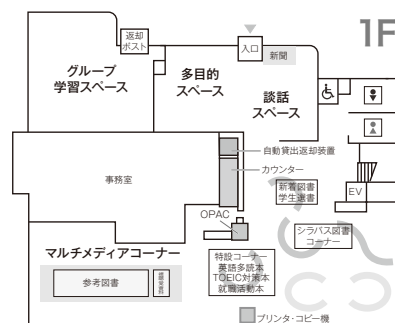 1F
返却
ポスト
入口
新聞
グループ
学習スペース
多目的
スペース
談話
スペース
自動貸出返却装置
カウンター
事務室
新着図書
学生選書
EV
OPAC
シラバス図書
コーナー
マルチメディアコーナー
特設コーナー
英語多読本
TOEIC対策本
就職活動本
参考図書
プリンタ・コピー機